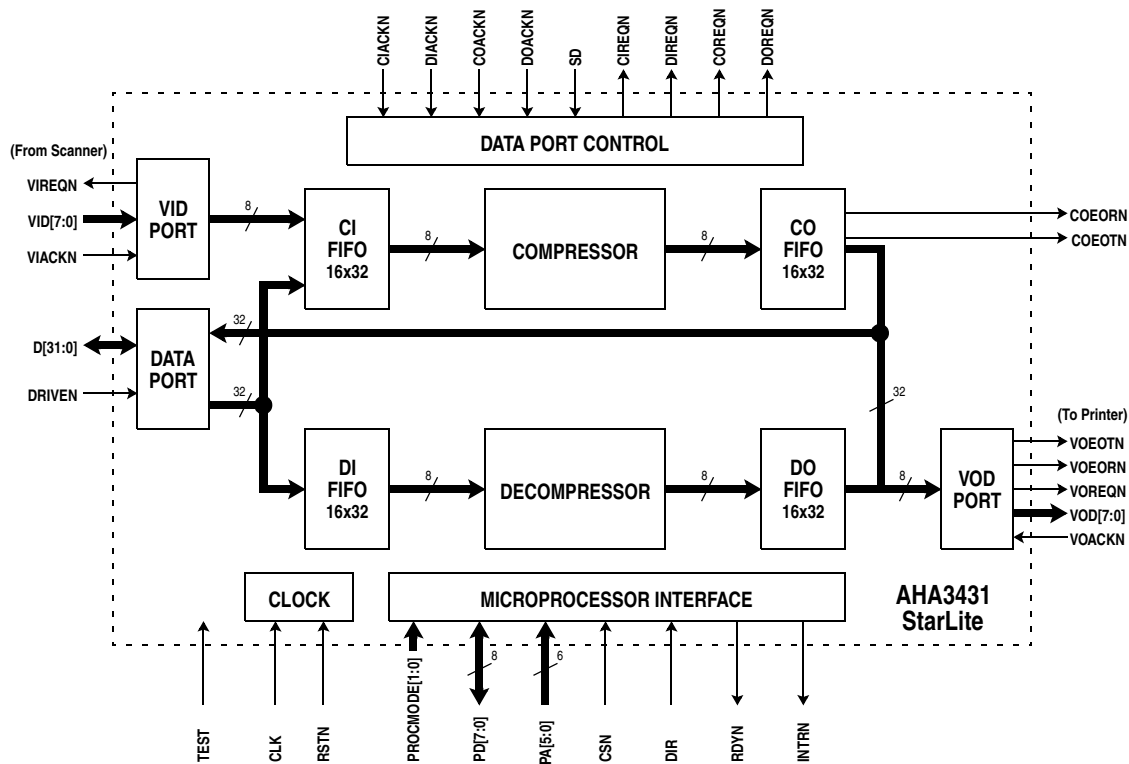 CIACKN
DIACKN
COACKN
DOACKN
SD
CIREQN
DIREQN
COREQN
DOREQN
DATA PORT CONTROL
(From Scanner)
VIREQN
VID[7:0]
VIACKN
VID
PORT
8
CI
FIFO
16x32
8
COMPRESSOR
8
CO
FIFO
16x32
COEORN
COEOTN
D[31:0]
DRIVEN
DATA
PORT
32
32
32
DI
FIFO
16x32
8
DECOMPRESSOR
8
DO
FIFO
16x32
8
VOD
PORT
(To Printer)
VOEOTN
VOEORN
VOREQN
VOD[7:0]
VOACKN
CLOCK
MICROPROCESSOR INTERFACE
AHA3431
StarLite
TEST
CLK
RSTN
PROCMODE[1:0]
PD[7:0]
8
PA[5:0]
6
CSN
DIR
RDYN
INTRN